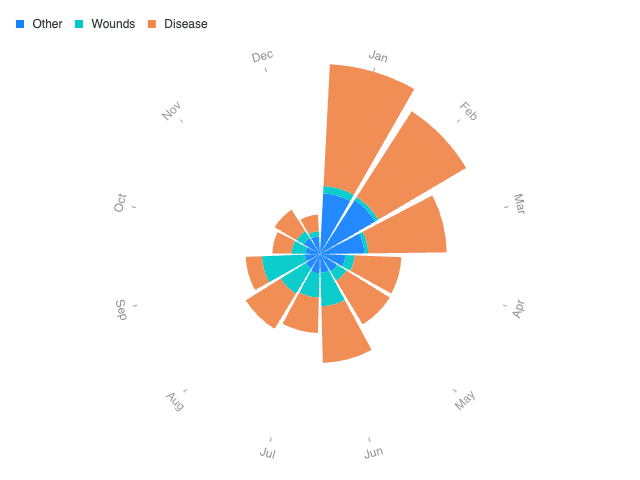 Other Wounds Disease
Jan
Feb
Mar
Apr
May
Jun
Jul
Aug
Sep
Oct
Nov
Dec